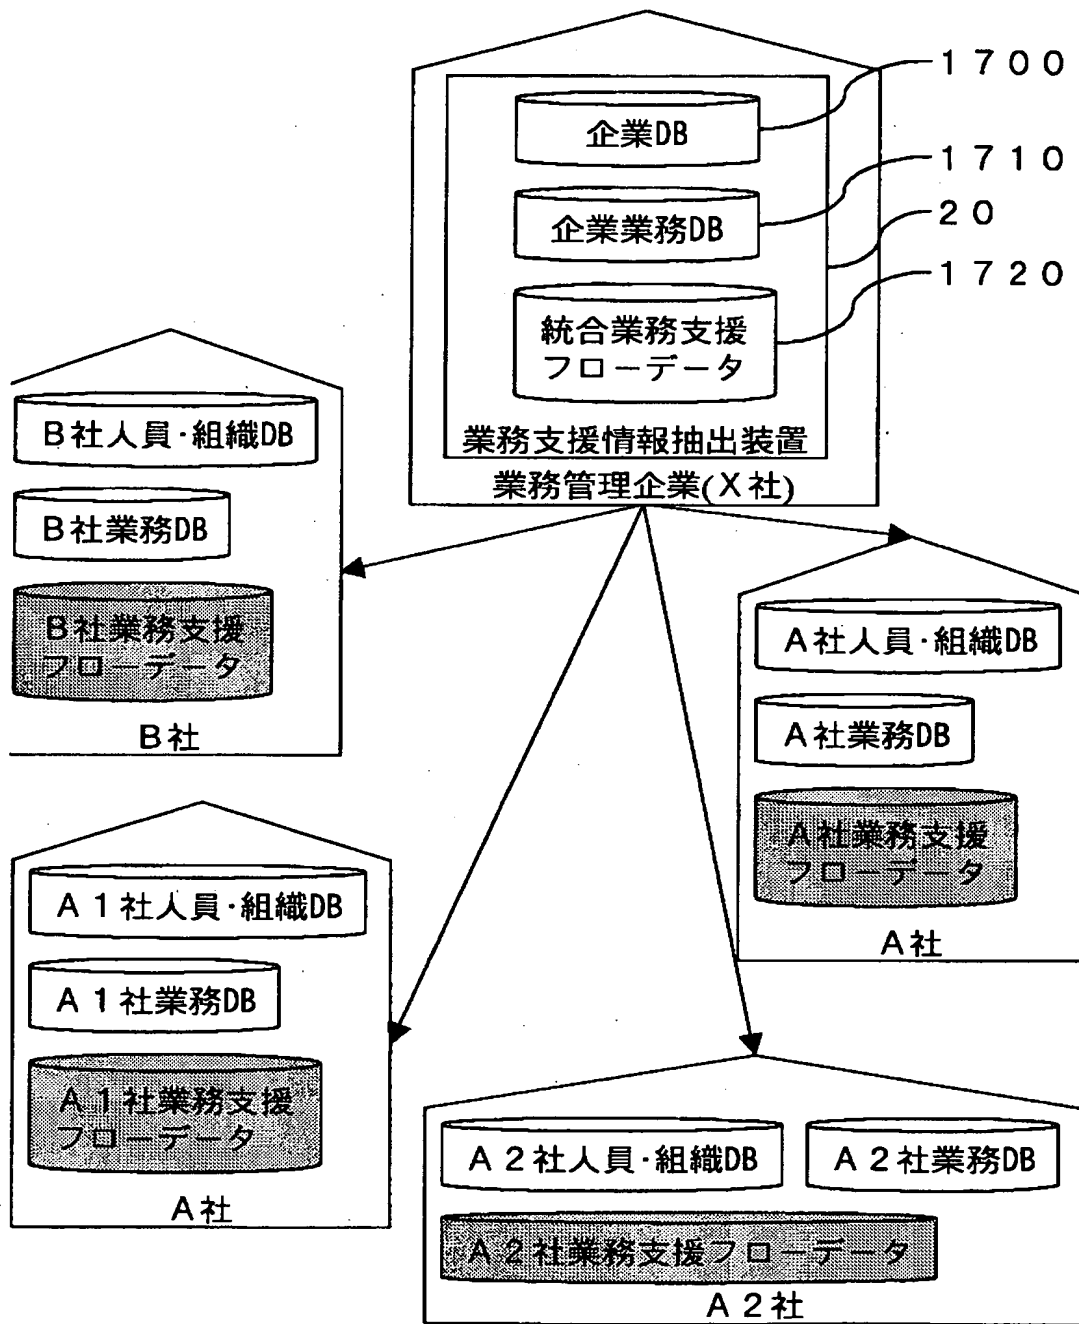 企業DB
1700
企業業務DB
1710
20
統合業務支援
フローデータ
1720
業務支援情報抽出装置
業務管理企業(X社)
B社人員・組織DB
B社業務DB
B社業務支援
フローデータ
B社
A社人員・組織DB
A社業務DB
A社業務支援
フローデータ
A社
A1社人員・組織DB
A1社業務DB
A1社業務支援
フローデータ
A社
A2社人員・組織DB
A2社業務DB
A2社業務支援フローデータ
A2社